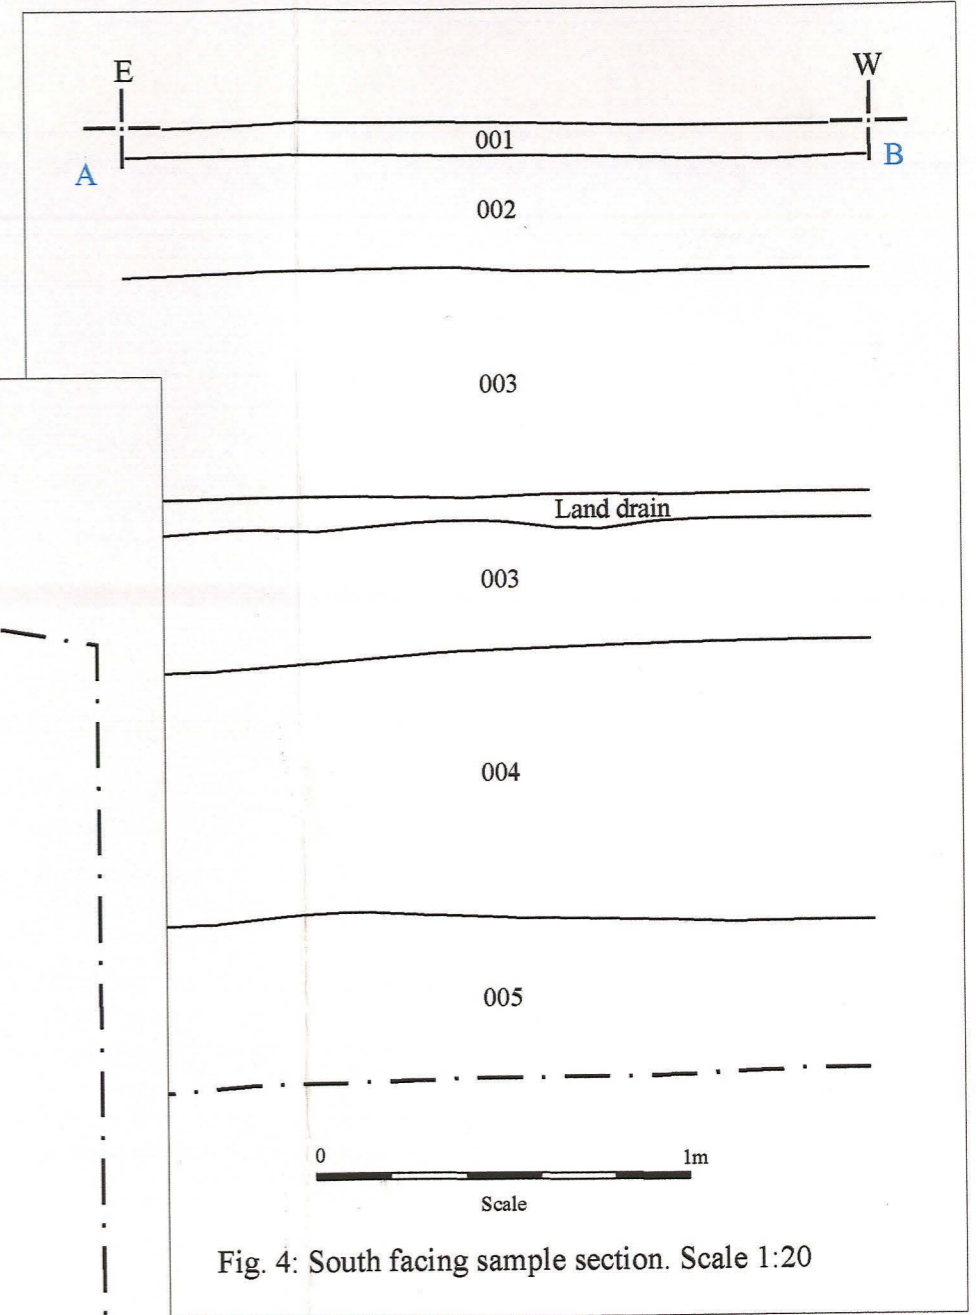 E
W
001
A
B
002
003
Land drain
003
004
005
0
1m
Scale
Fig. 4: South facing sample section. Scale 1:20